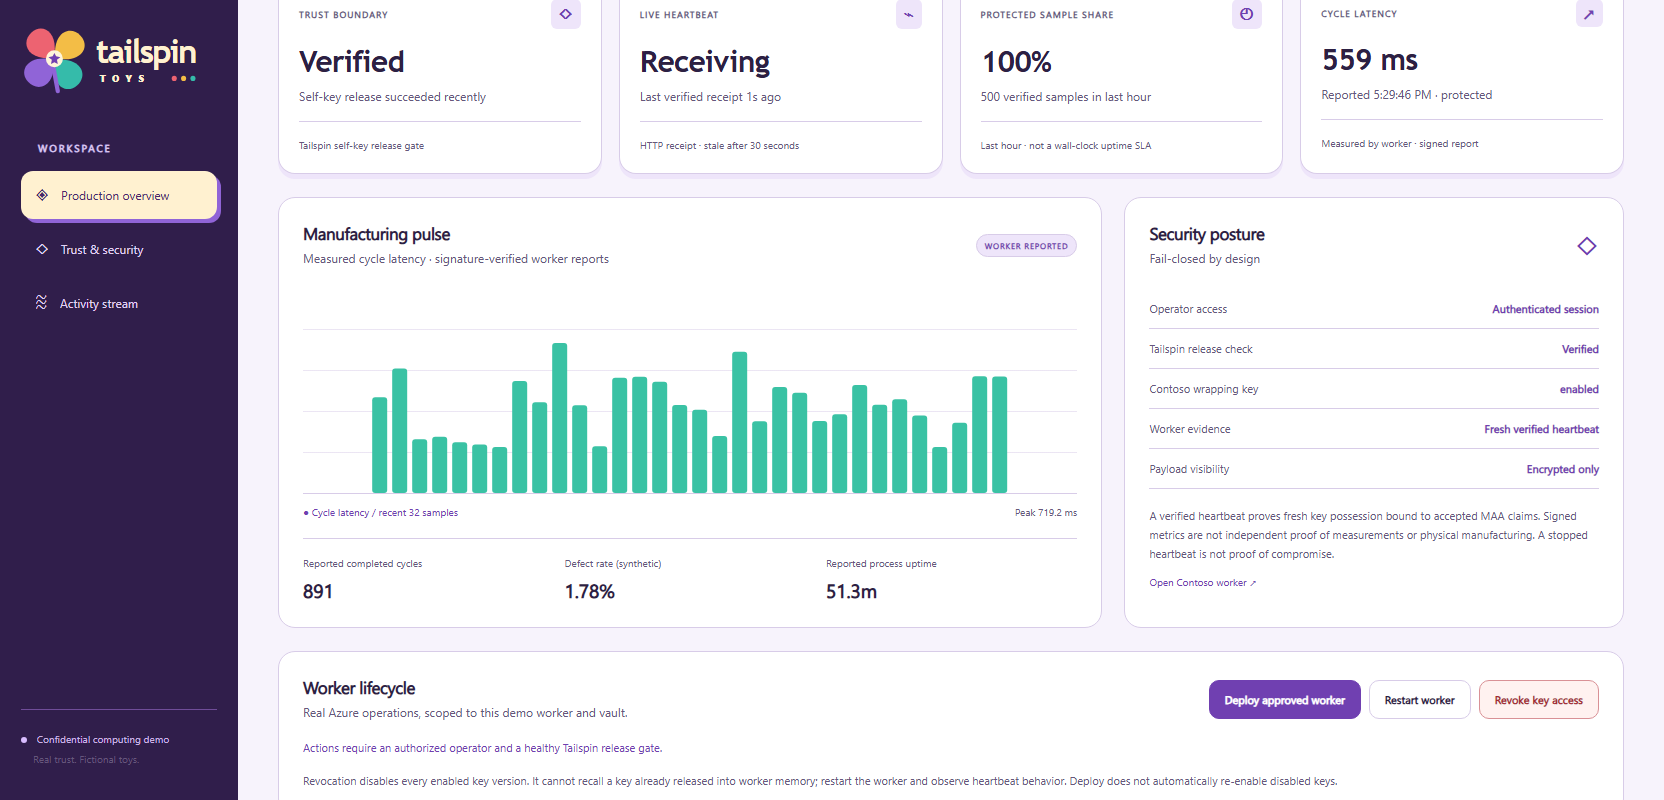 tailspin
TOYS
WORKSPACE
Production overview
Trust & security
Activity stream
Confidential computing demo
Real trust. Fictional toys.
TRUST BOUNDARY
Verified
Self-key release succeeded recently
Tailspin self-key release gate
LIVE HEARTBEAT
Receiving
Last verified receipt 1s ago
HTTP receipt · stale after 30 seconds
PROTECTED SAMPLE SHARE
100%
500 verified samples in last hour
Last hour · not a wall-clock uptime SLA
CYCLE LATENCY
559 ms
Reported 5:29:46 PM · protected
Measured by worker · signed report
Manufacturing pulse
Measured cycle latency · signature-verified worker reports
WORKER REPORTED
Cycle latency / recent 32 samples
Peak 719.2 ms
Reported completed cycles
891
Defect rate (synthetic)
1.78%
Reported process uptime
51.3m
Security posture
Fail-closed by design
Operator access Authenticated session
Tailspin release check Verified
Contoso wrapping key enabled
Worker evidence Fresh verified heartbeat
Payload visibility Encrypted only
A verified heartbeat proves fresh key possession bound to accepted MAA claims. Signed
metrics are not independent proof of measurements or physical manufacturing. A stopped
heartbeat is not proof of compromise.
Open Contoso worker ↗
Worker lifecycle
Real Azure operations, scoped to this demo worker and vault.
Deploy approved worker
Restart worker
Revoke key access
Actions require an authorized operator and a healthy Tailspin release gate.
Revocation disables every enabled key version. It cannot recall a key already released into worker memory; restart the worker and observe heartbeat behavior. Deploy does not automatically re-enable disabled keys.